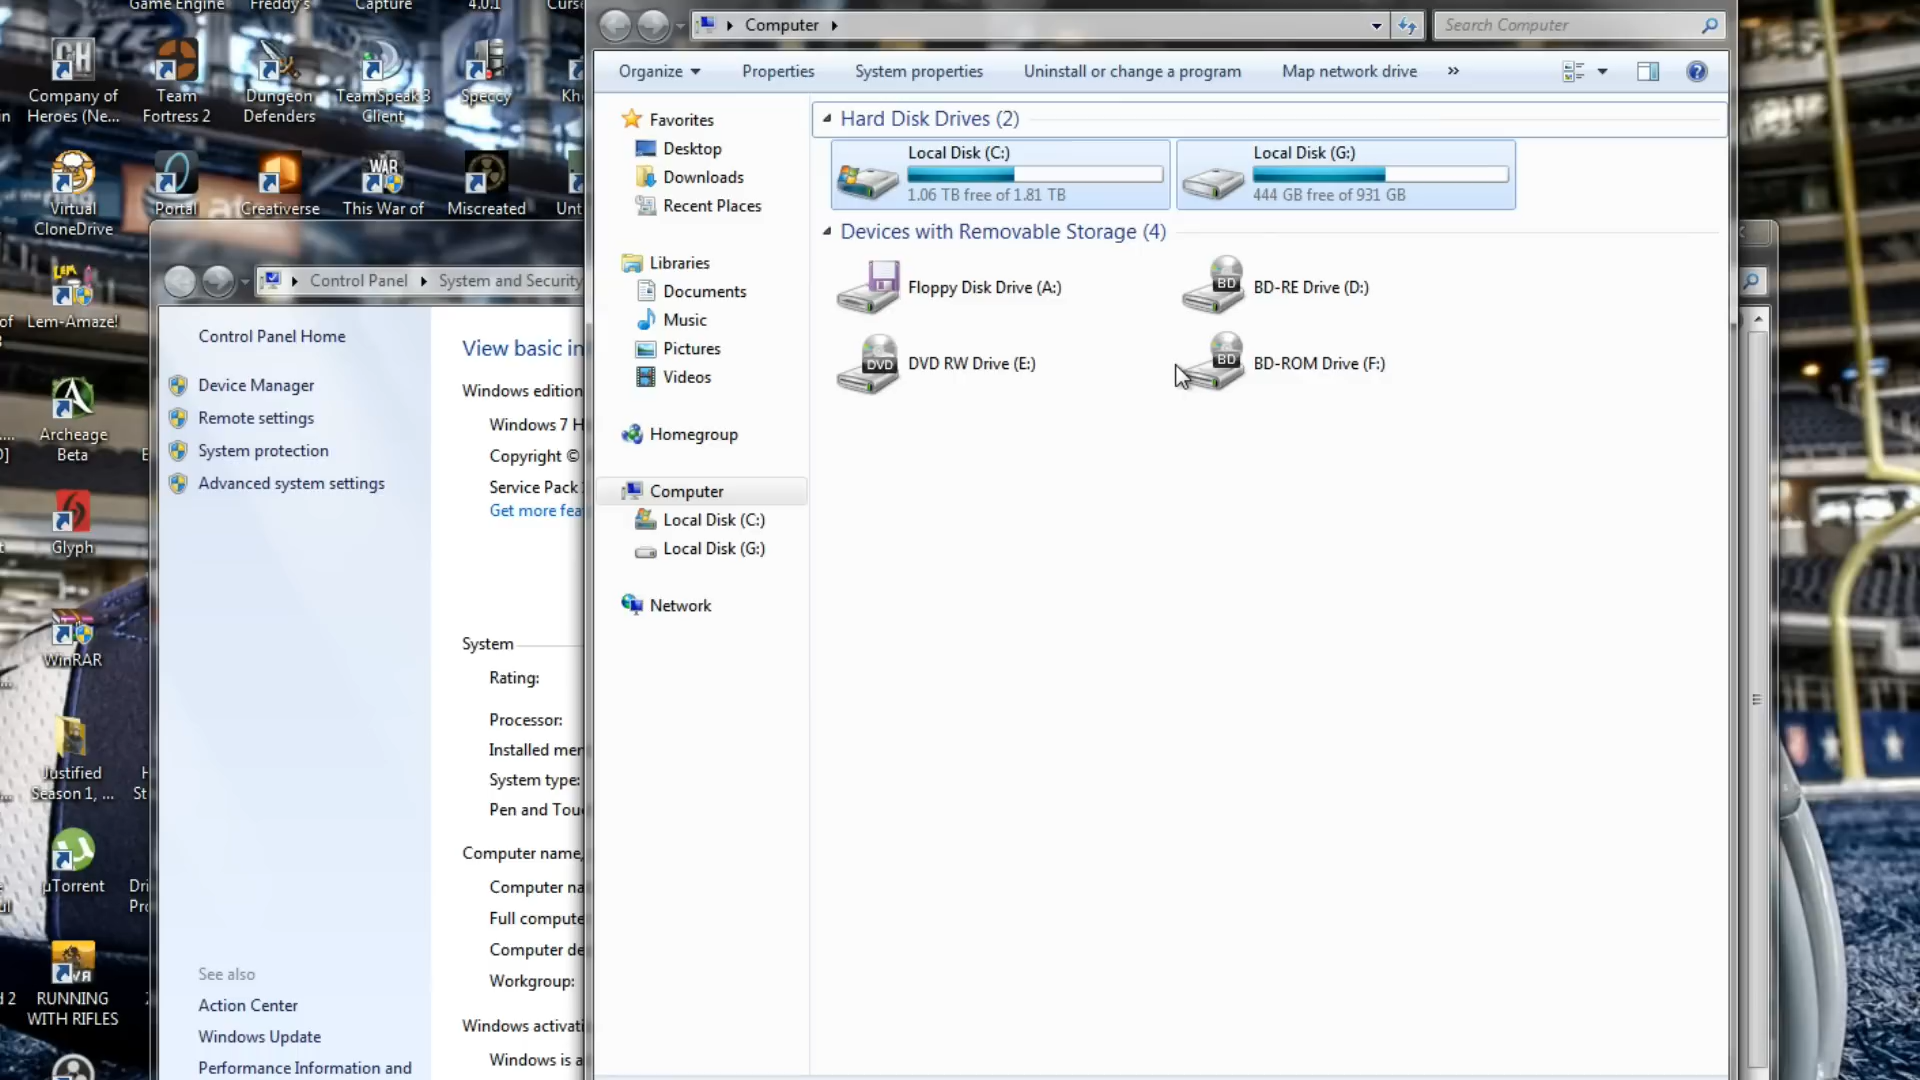 Game Engine
Freddy's
Capture
4.0.1
Curse
Company of
Heroes (Ne...
Team
Fortress 2
Dungeon
Defenders
TeamSpeak 3
Client
Speccy
Virtual
CloneDrive
Portal
Creativerse
WAR
This War of
Miscreated
Unt
Lem-Amaze!
Archeage
Beta
Glyph
WinRAR
Justified
Season 1, ...
µTorrent
RUNNING
WITH RIFLES
Control Panel
System and Security
Control Panel Home
Device Manager
Remote settings
System protection
Advanced system settings
See also
Action Center
Windows Update
Performance Information and
View basic in
Windows edition
Windows 7 H
Copyright ©
Service Pack
Get more fea
System
Rating:
Processor:
Installed mem
System type:
Pen and Touc
Computer name,
Computer na
Full compute
Computer de
Workgroup:
Windows activati
Windows is a
Computer
Search Computer
Organize
Properties
System properties
Uninstall or change a program
Map network drive
»
Favorites
Desktop
Downloads
Recent Places
Libraries
Documents
Music
Pictures
Videos
Homegroup
Computer
Local Disk (C:)
Local Disk (G:)
Network
Hard Disk Drives (2)
Local Disk (C:)
1.06 TB free of 1.81 TB
Local Disk (G:)
444 GB free of 931 GB
Devices with Removable Storage (4)
Floppy Disk Drive (A:)
BD
BD-RE Drive (D:)
DVD
DVD RW Drive (E:)
BD
BD-ROM Drive (F:)